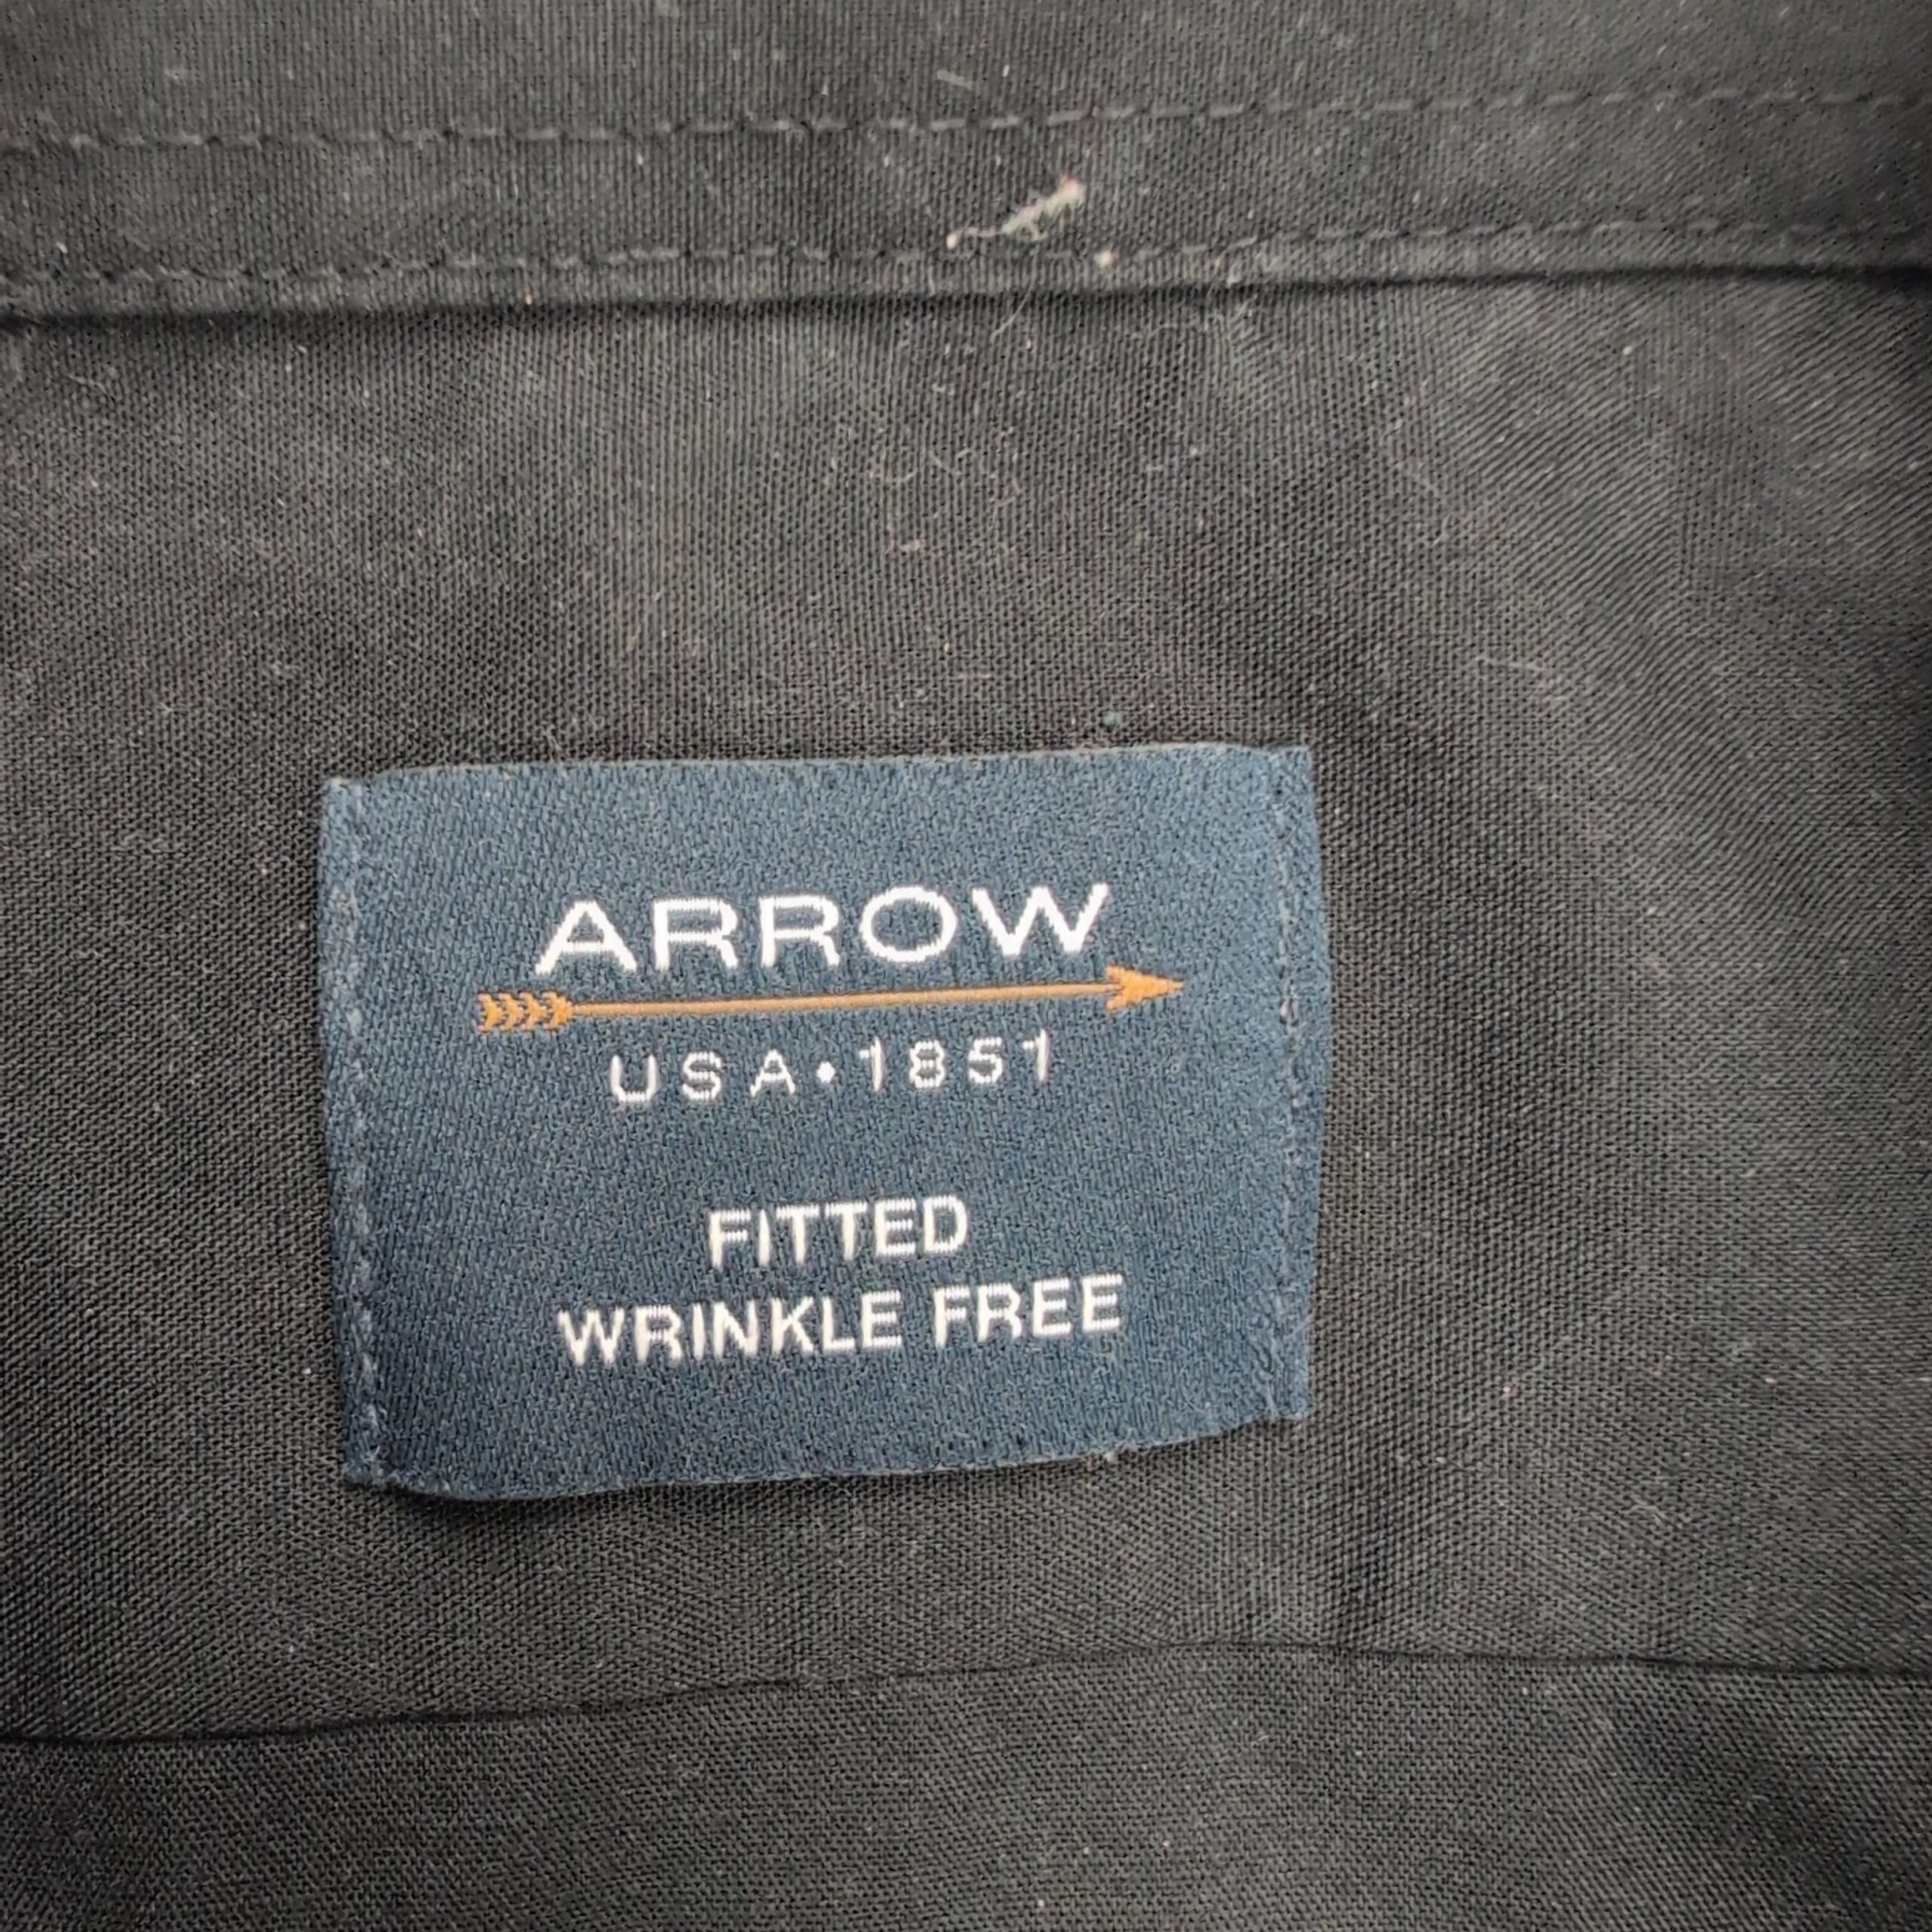 ARROW
USA•1851
FITTED
WRINKLE FREE